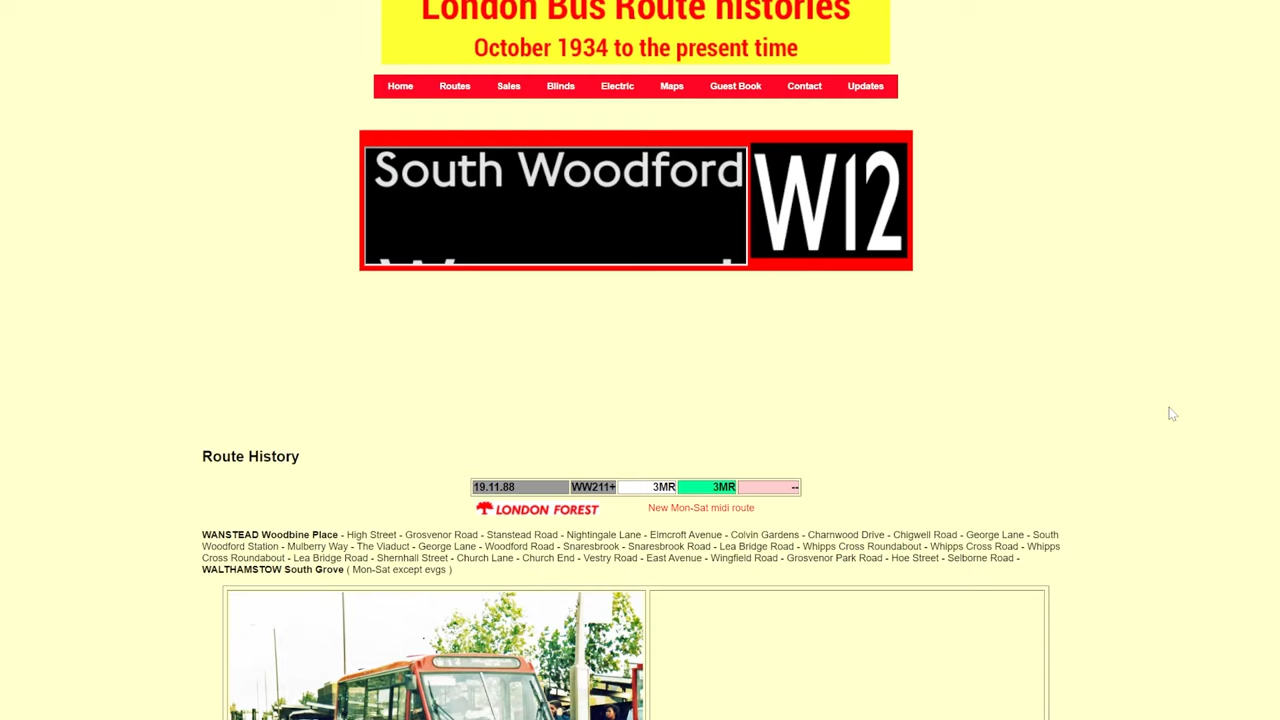 London Bus Route histories
October 1934 to the present time
Home Routes Sales Blinds Electric Maps Guest Book Contact Updates
South Woodford
W12
Route History
19.11.88 WW211+ 3MR 3MR --
LONDON FOREST New Mon-Sat midi route
WANSTEAD Woodbine Place - High Street - Grosvenor Road - Stanstead Road - Nightingale Lane - Elmcroft Avenue - Colvin Gardens - Charnwood Drive - Chigwell Road - George Lane - South
Woodford Station - Mulberry Way - The Viaduct - George Lane - Woodford Road - Snaresbrook - Snaresbrook Road - Lea Bridge Road - Whipps Cross Roundabout - Whipps Cross Road - Whipps
Cross Roundabout - Lea Bridge Road - Shernhall Street - Church Lane - Church End - Vestry Road - East Avenue - Wingfield Road - Grosvenor Park Road - Hoe Street - Selborne Road -
WALTHAMSTOW South Grove ( Mon-Sat except evgs )